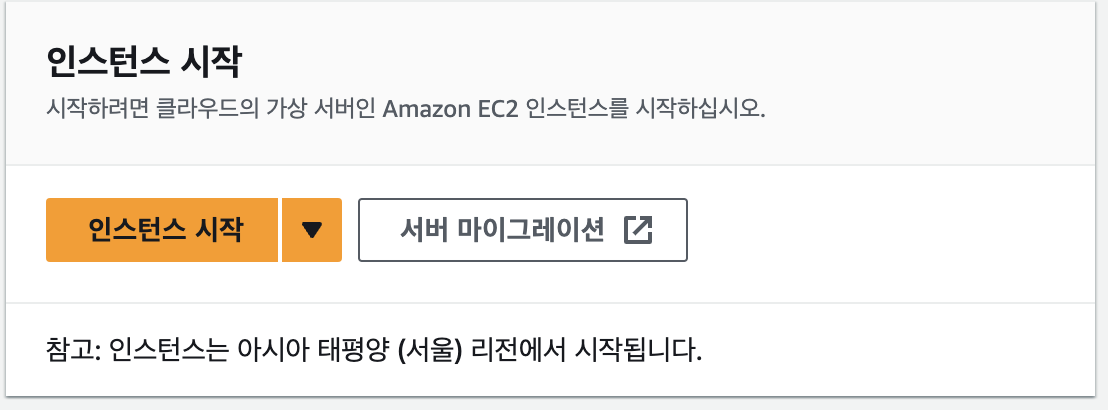 인스턴스 시작
시작하려면 클라우드의 가상 서버인 Amazon EC2 인스턴스를 시작하십시오.
인스턴스 시작
서버 마이그레이션
참고: 인스턴스는 아시아 태평양 (서울) 리전에서 시작됩니다.